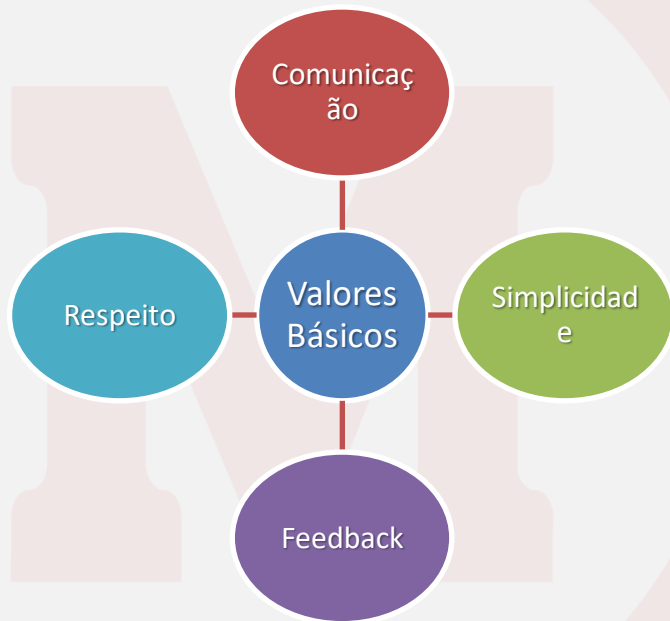 Comunicaç
ão
Respeito
Valores
Básicos
Simplicidad
e
Feedback